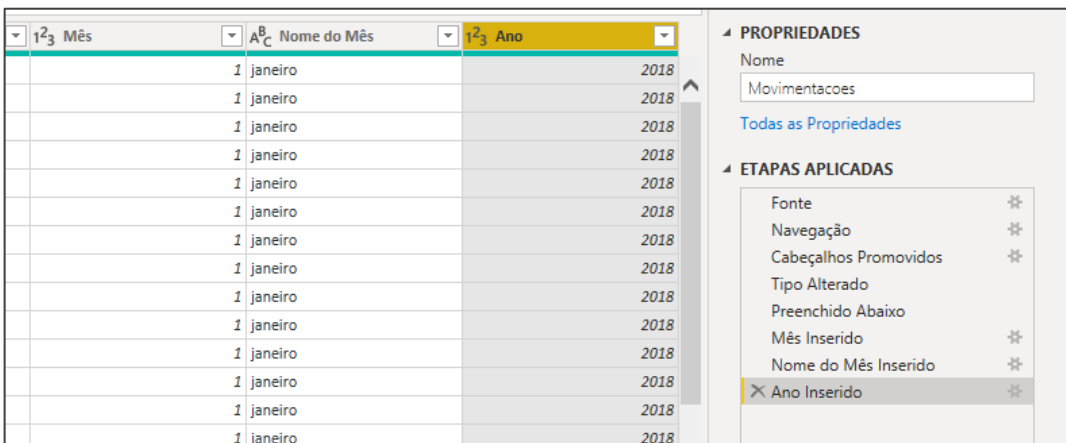 1²3 Mês ABC Nome do Mês 1²3 Ano
1 janeiro 2018
1 janeiro 2018
1 janeiro 2018
1 janeiro 2018
1 janeiro 2018
1 janeiro 2018
1 janeiro 2018
1 janeiro 2018
1 janeiro 2018
1 janeiro 2018
1 janeiro 2018
1 janeiro 2018
1 janeiro 2018
1 janeiro 2018
PROPRIEDADES
Nome
Movimentacoes
Todas as Propriedades
ETAPAS APLICADAS
Fonte
Navegação
Cabeçalhos Promovidos
Tipo Alterado
Preenchido Abaixo
Mês Inserido
Nome do Mês Inserido
Ano Inserido